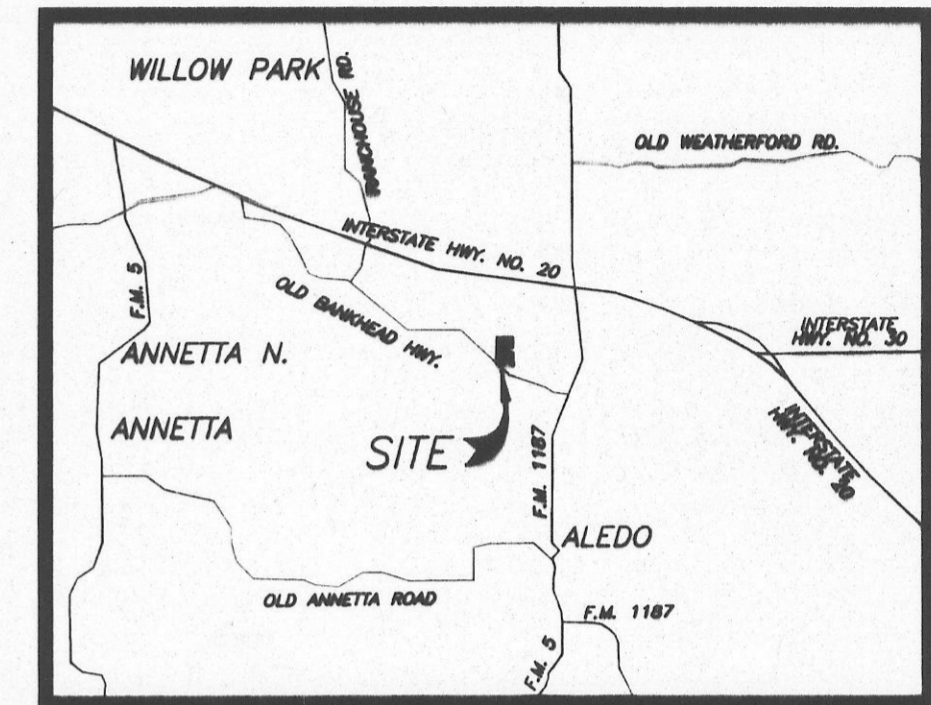 WILLOW PARK
RANCHOUSE RD.
OLD WEATHERFORD RD.
INTERSTATE HWY. NO. 20
F.M. 5
OLD BANKHEAD HWY.
INTERSTATE
HWY. NO. 30
ANNETTA N.
ANNETTA
SITE
INTERSTATE
HWY. NO. 20
F.M. 1187
ALEDO
OLD ANNETTA ROAD
F.M. 1187
F.M. 5